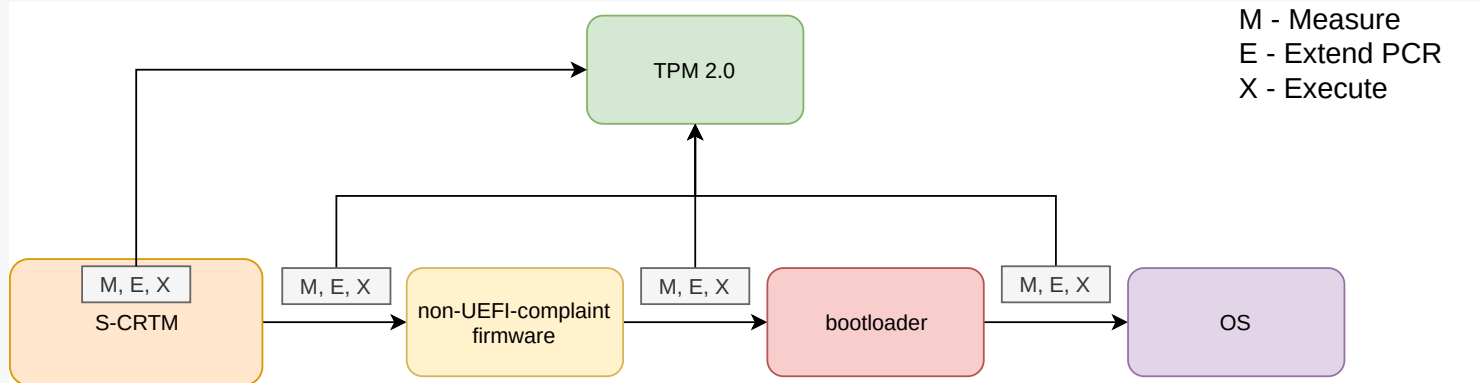 TPM 2.0
M - Measure
E - Extend PCR
X - Execute
M, E, X
S-CRTM
M, E, X
non-UEFI-complaint
firmware
M, E, X
bootloader
M, E, X
OS